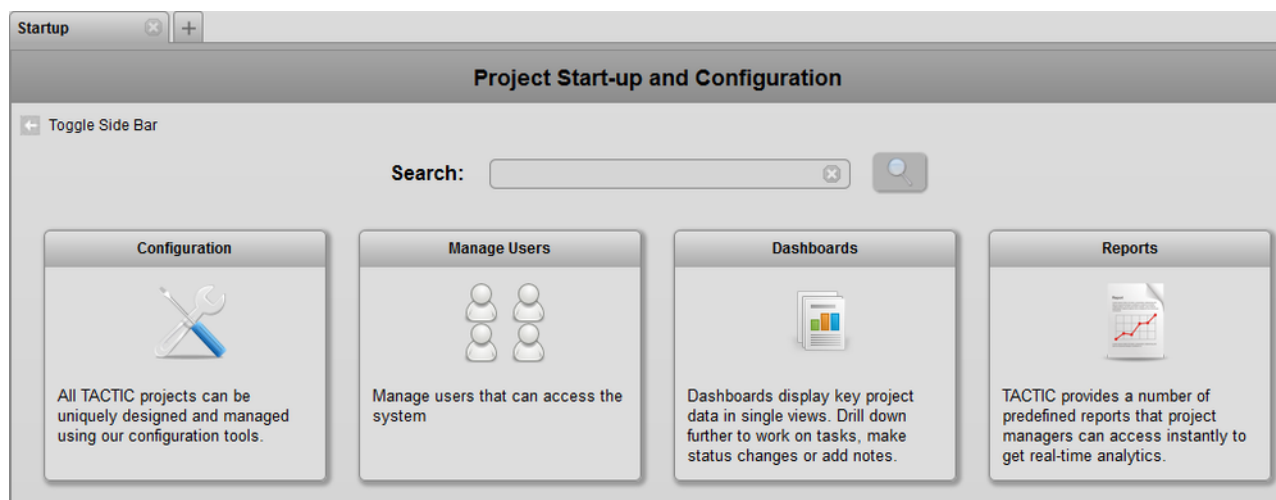 Startup
Project Start-up and Configuration
Toggle Side Bar
Search:
Configuration
All TACTIC projects can be
uniquely designed and managed
using our configuration tools.
Manage Users
Manage users that can access the
system
Dashboards
Dashboards display key project
data in single views. Drill down
further to work on tasks, make
status changes or add notes.
Reports
TACTIC provides a number of
predefined reports that project
managers can access instantly to
get real-time analytics.